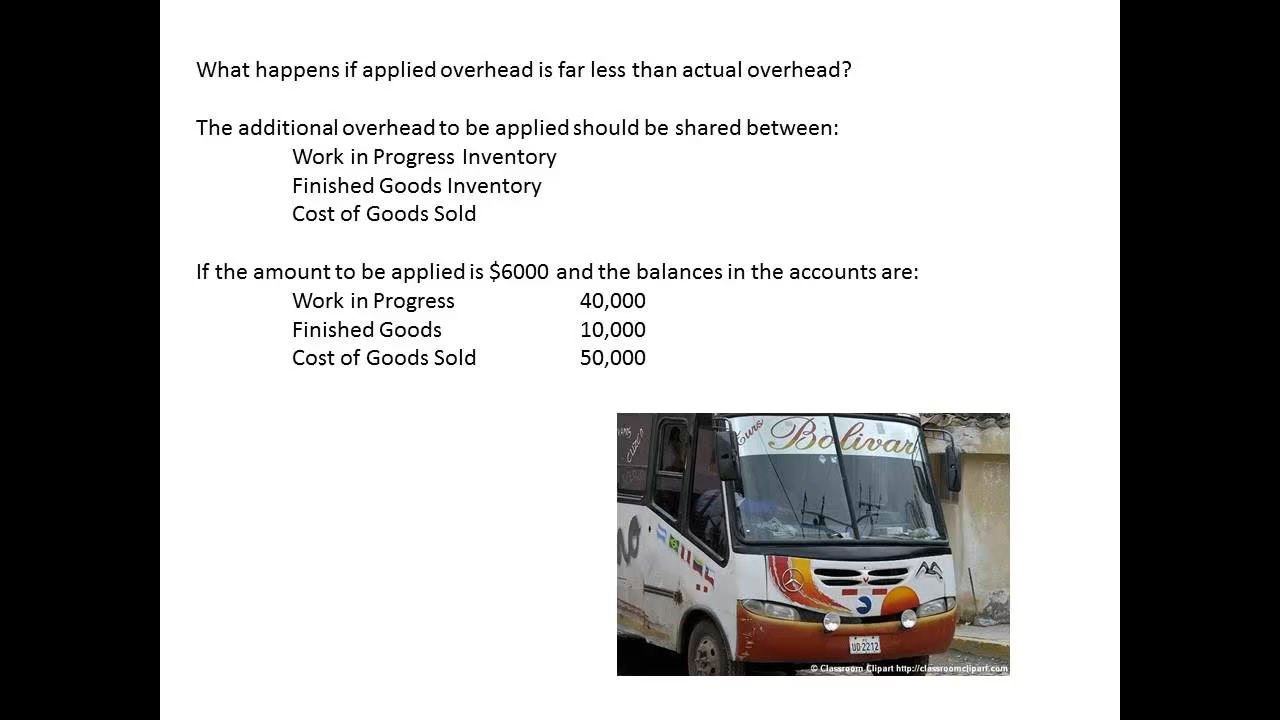 What happens if applied overhead is far less than actual overhead?
The additional overhead to be applied should be shared between:
Work in Progress Inventory
Finished Goods Inventory
Cost of Goods Sold
If the amount to be applied is $6000 and the balances in the accounts are:
Work in Progress 40,000
Finished Goods 10,000
Cost of Goods Sold 50,000
Turo Bolivar
UD 2212
© Classroom Clipart http://classroomclipart.com